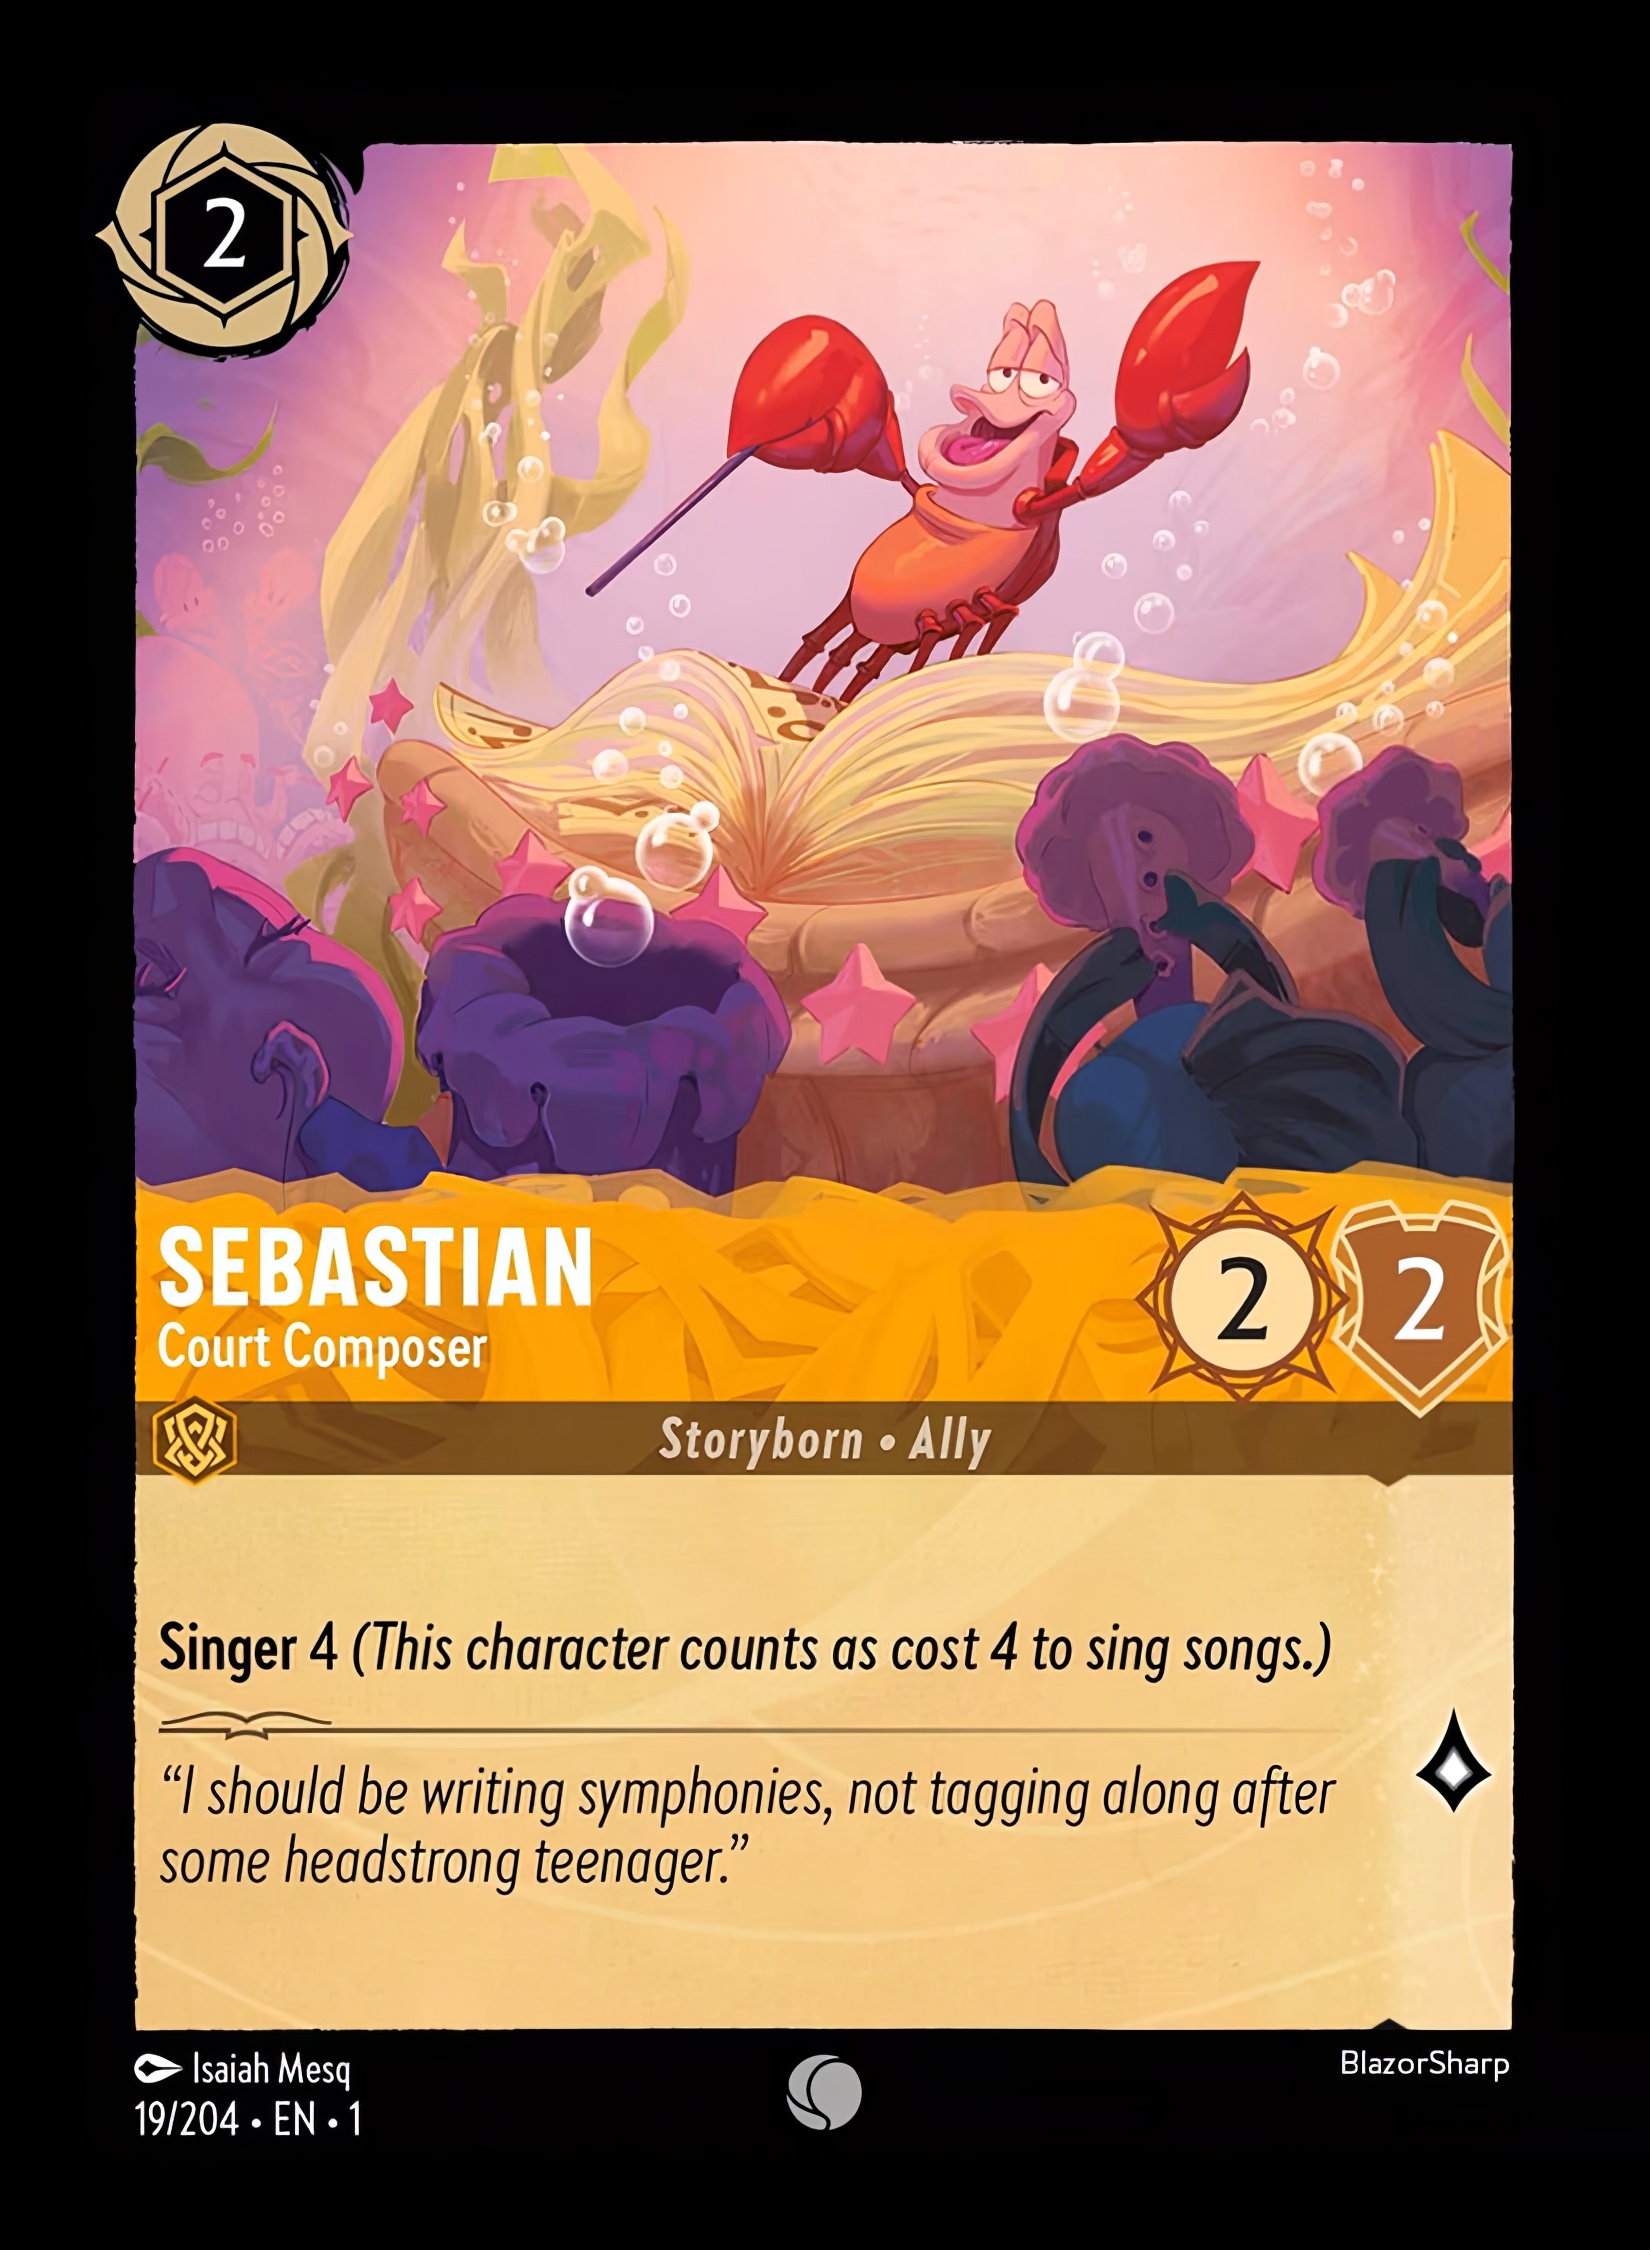 2
SEBASTIAN
Court Composer
2
2
Storyborn • Ally
Singer 4 (This character counts as cost 4 to sing songs.)
“I should be writing symphonies, not tagging along after
some headstrong teenager.”
Isaiah Mesq
19/204 • EN • 1
BlazorSharp